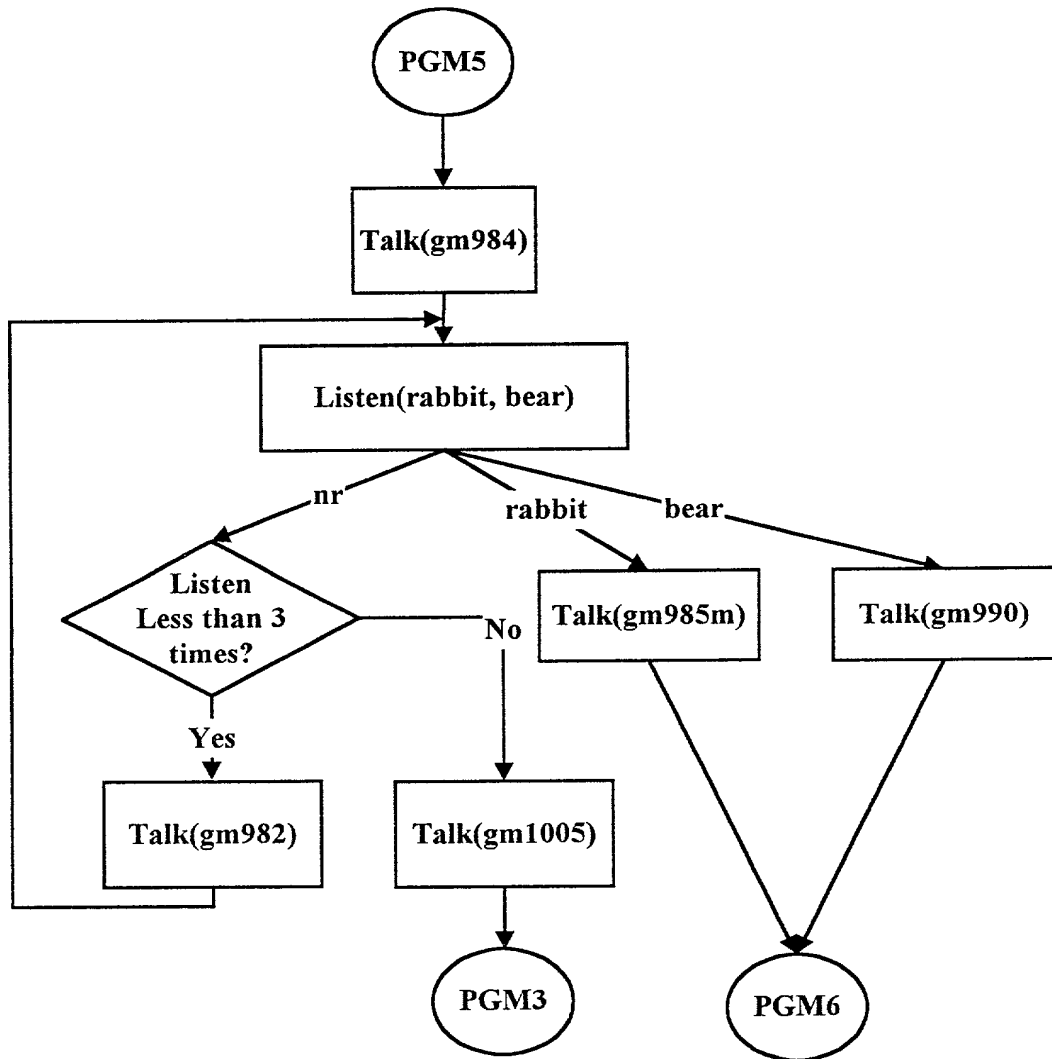 PGM5
Talk(gm984)
Listen(rabbit, bear)
nr
rabbit
bear
Listen
Less than 3
times?
No
Talk(gm985m)
Talk(gm990)
Yes
Talk(gm982)
Talk(gm1005)
PGM3
PGM6